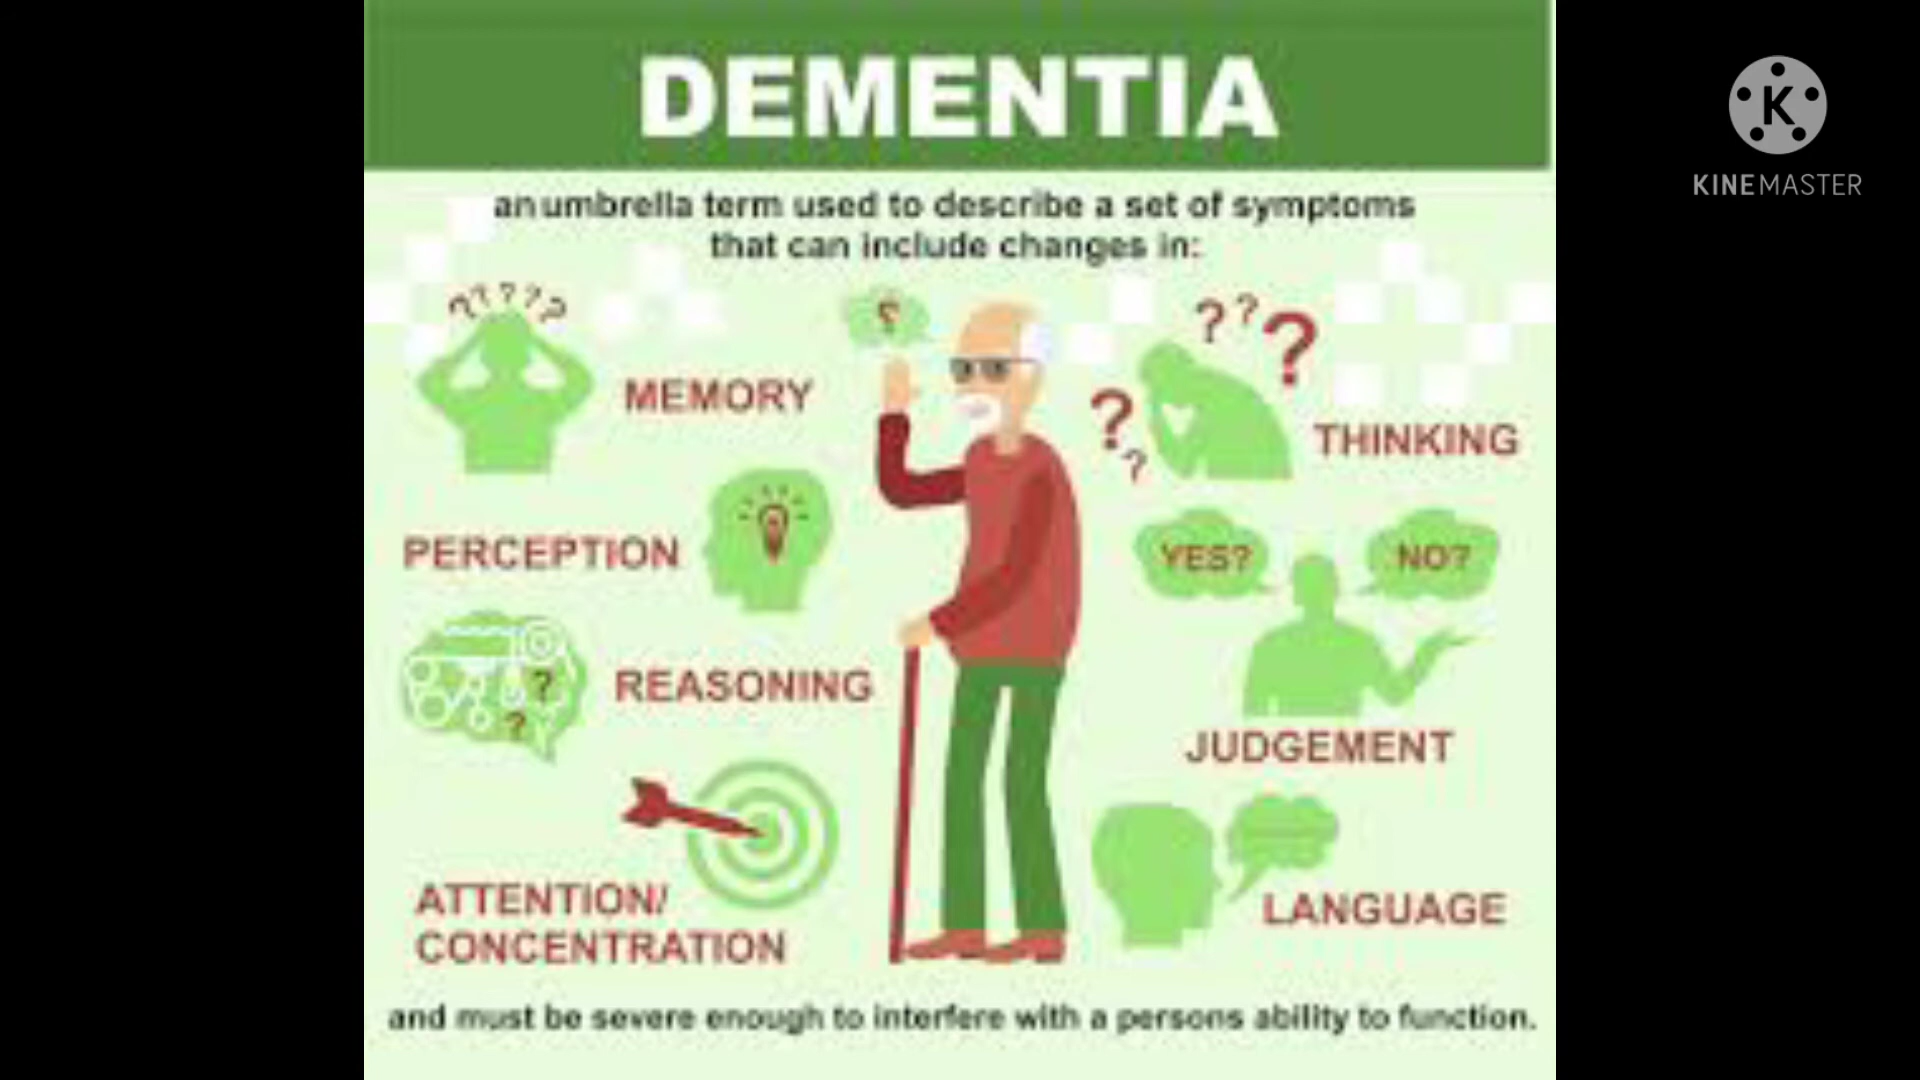 DEMENTIA
an umbrella term used to describe a set of symptoms
that can include changes in:
? ? ? ? ?
MEMORY
?
? ? ?
? ?
THINKING
PERCEPTION
YES?
NO?
? ?
REASONING
JUDGEMENT
ATTENTION/
CONCENTRATION
LANGUAGE
and must be severe enough to interfere with a persons ability to function.
K
KINEMASTER